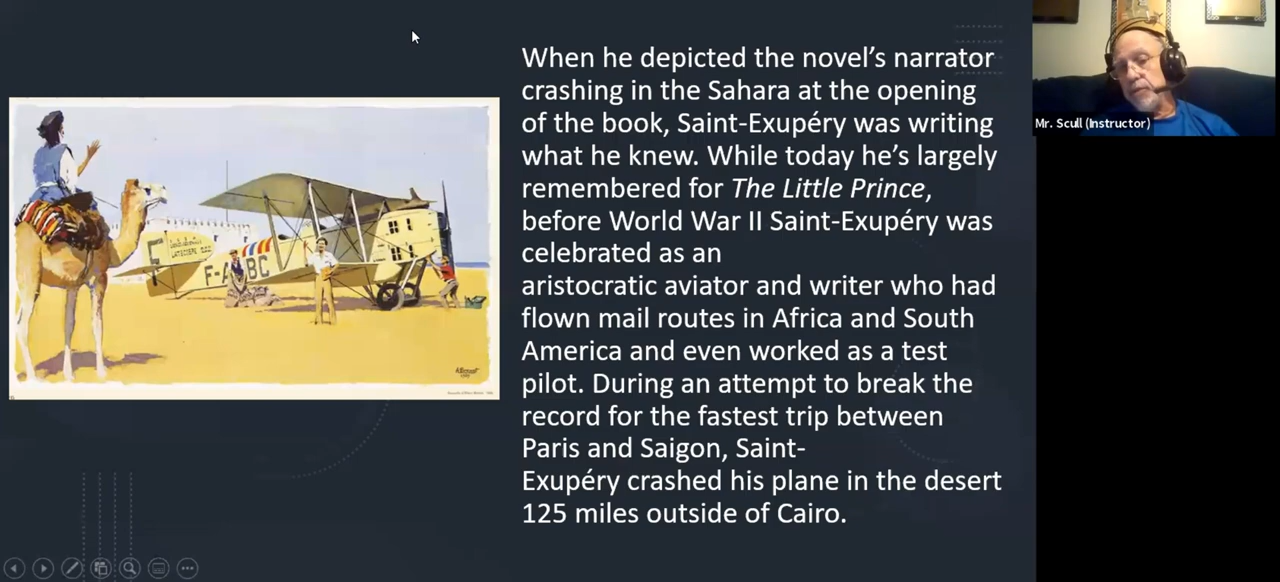 When he depicted the novel's narrator
crashing in the Sahara at the opening
of the book, Saint-Exupéry was writing
what he knew. While today he's largely
remembered for The Little Prince,
before World War II Saint-Exupéry was
celebrated as an
aristocratic aviator and writer who had
flown mail routes in Africa and South
America and even worked as a test
pilot. During an attempt to break the
record for the fastest trip between
Paris and Saigon, Saint-
Exupéry crashed his plane in the desert
125 miles outside of Cairo.
Mr. Scull (Instructor)